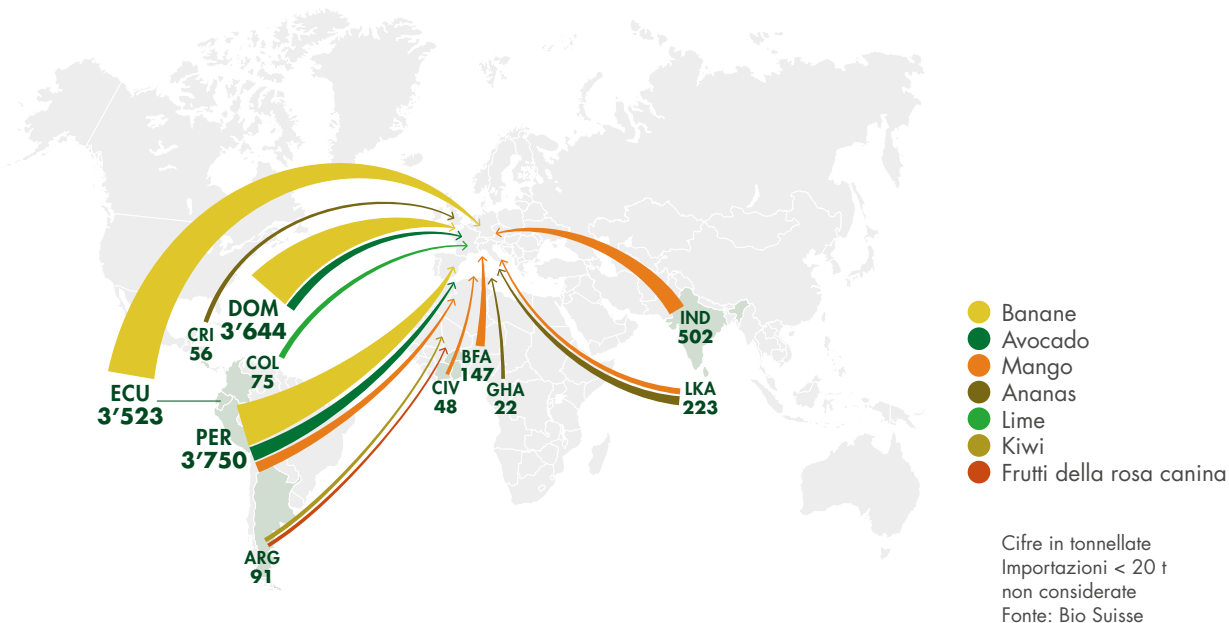 DOM
3’644
CRI
56
COL
75
ECU
3’523
PER
3’750
ARG
91
CIV
48
BFA
147
GHA
22
IND
502
LKA
223
Banane
Avocado
Mango
Ananas
Lime
Kiwi
Frutti della rosa canina
Cifre in tonnellate
Importazioni < 20 t
non considerate
Fonte: Bio Suisse